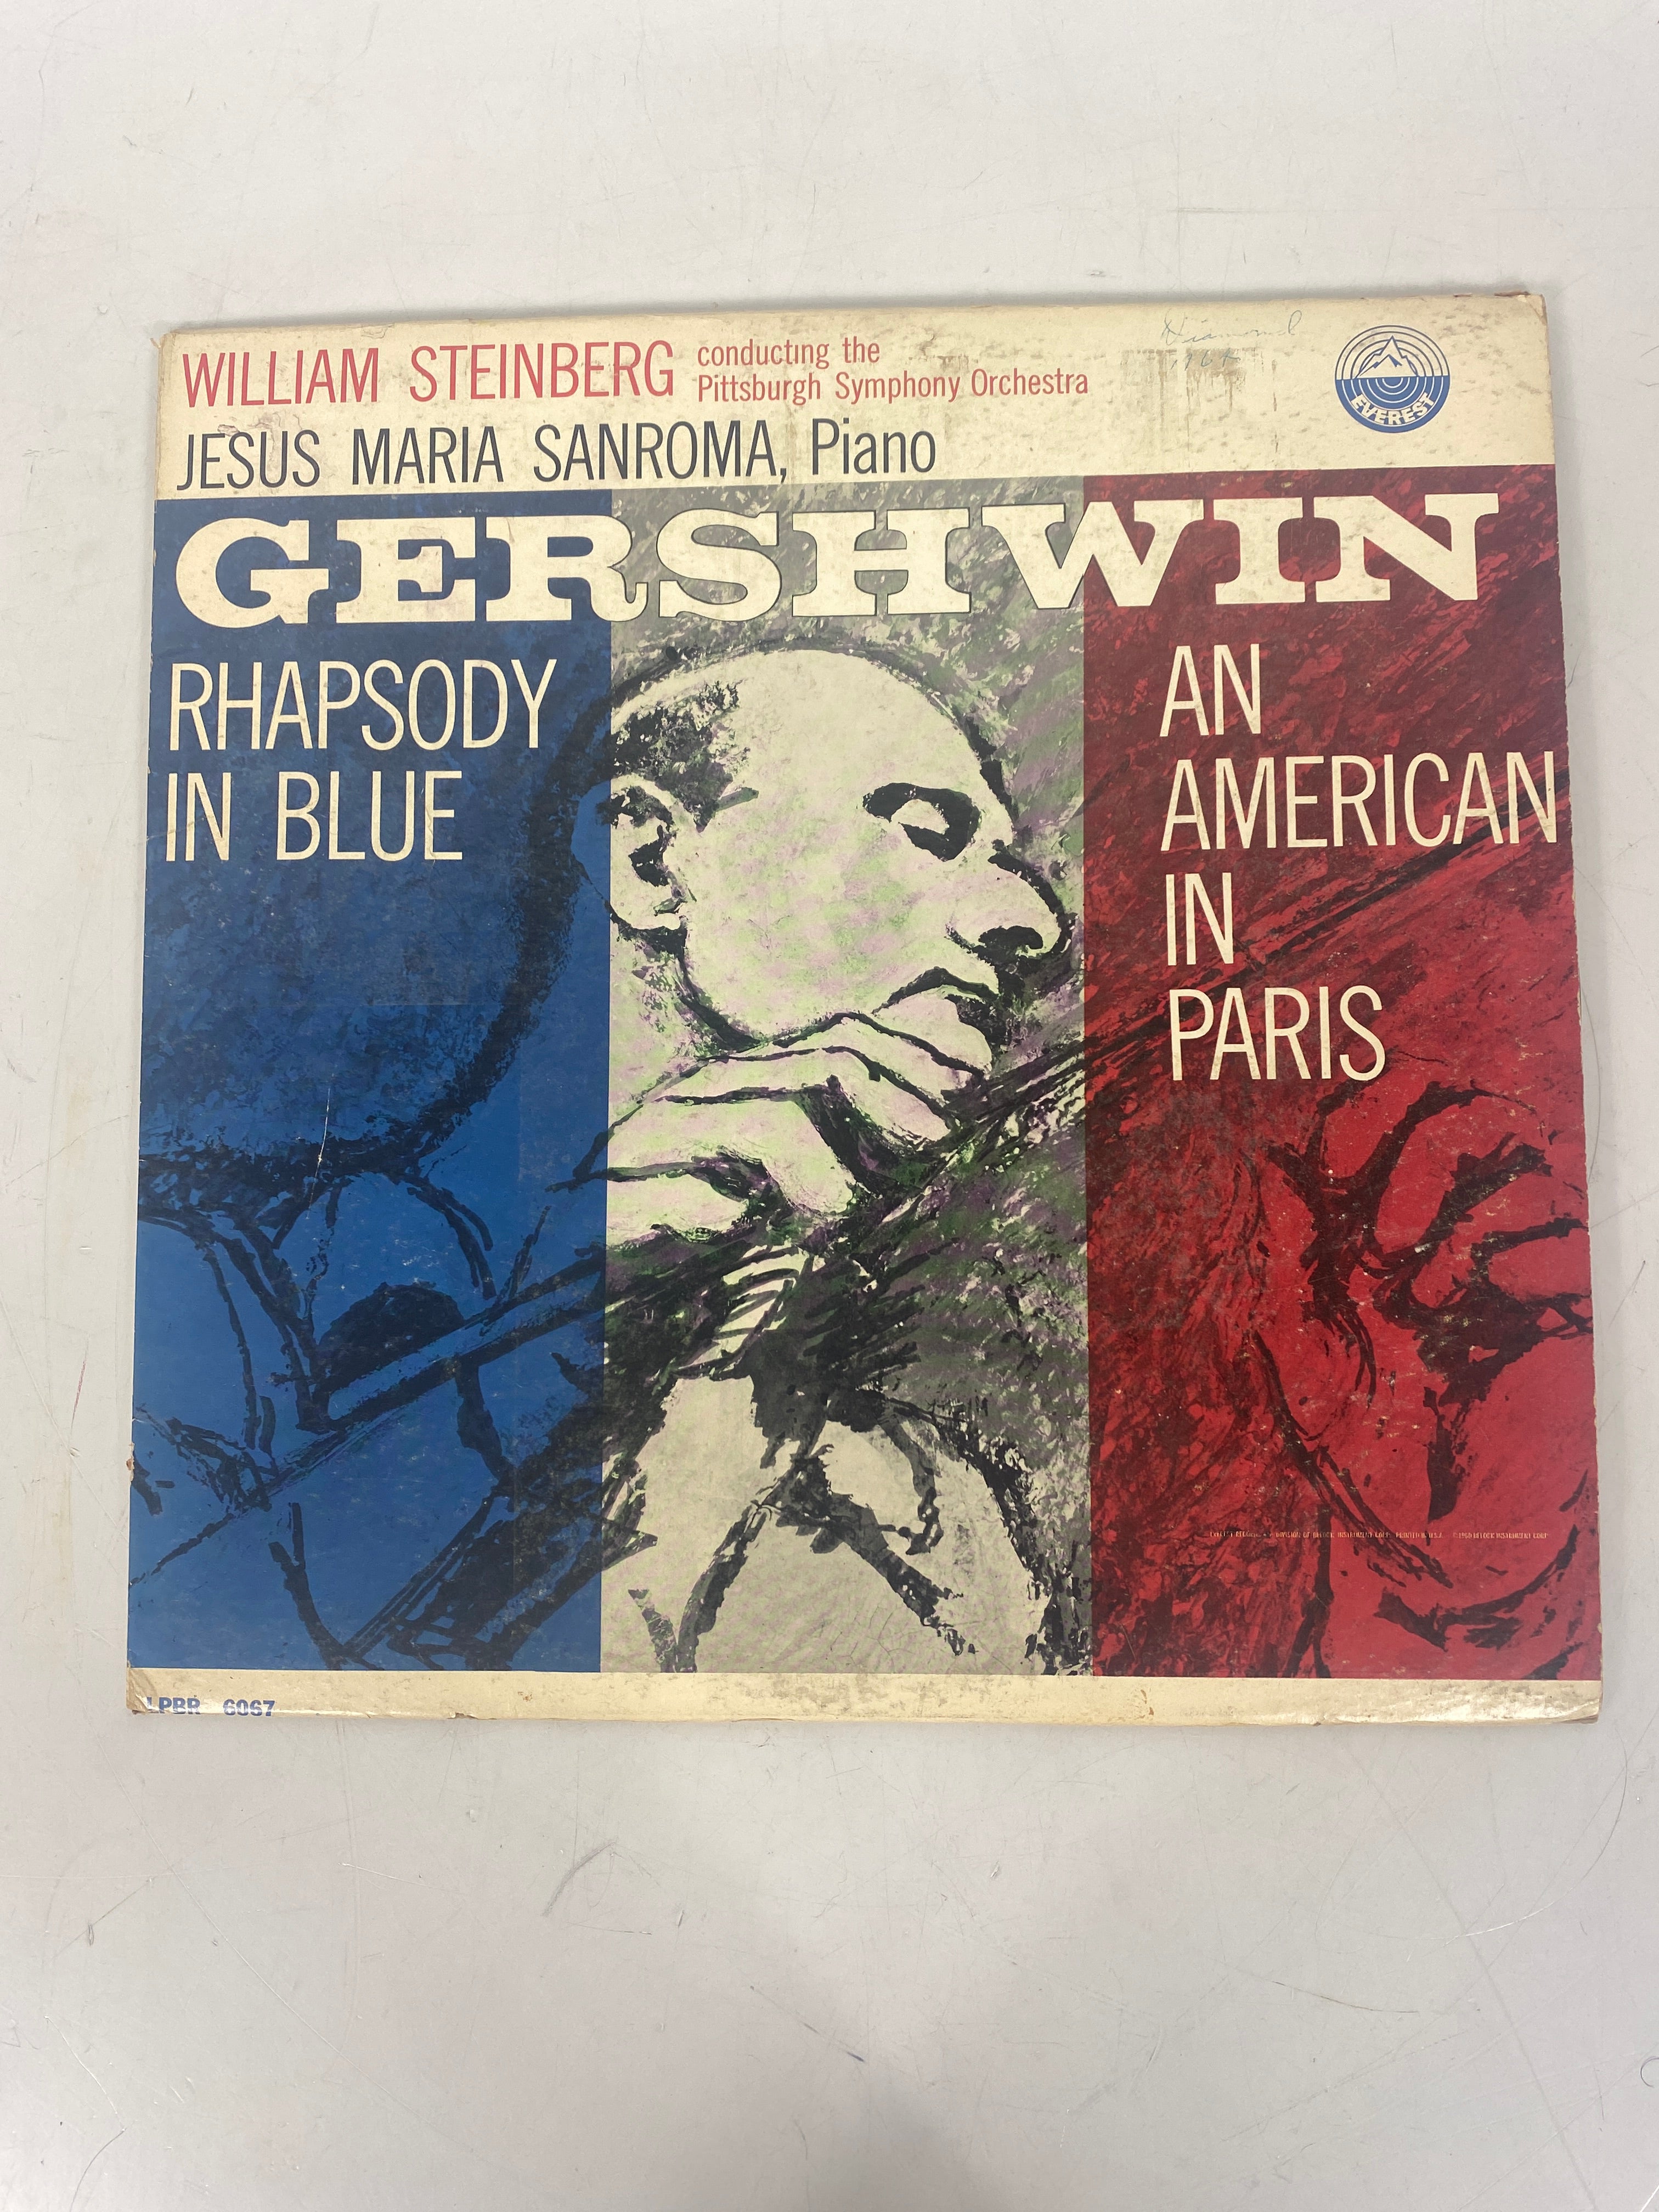 WILLIAM STEINBERG conducting the
Pittsburgh Symphony Orchestra
JESUS MARIA SANROMA, Piano
EVEREST
GERSHWIN
RHAPSODY
IN BLUE
AN
AMERICAN
IN
PARIS
LPBR 6067